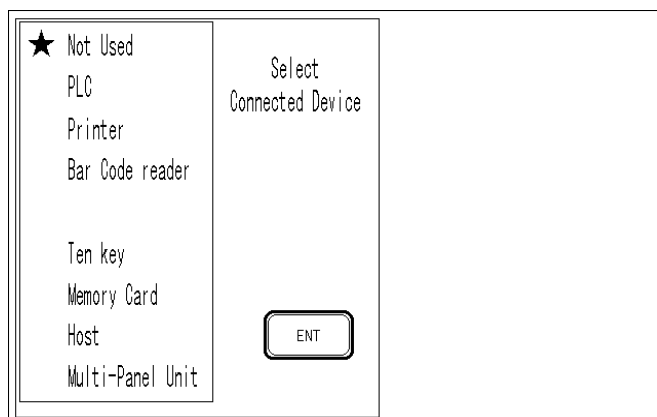 ★ Not Used
PLC
Printer
Bar Code reader
Ten key
Memory Card
Host
Multi-Panel Unit
Select
Connected Device
ENT